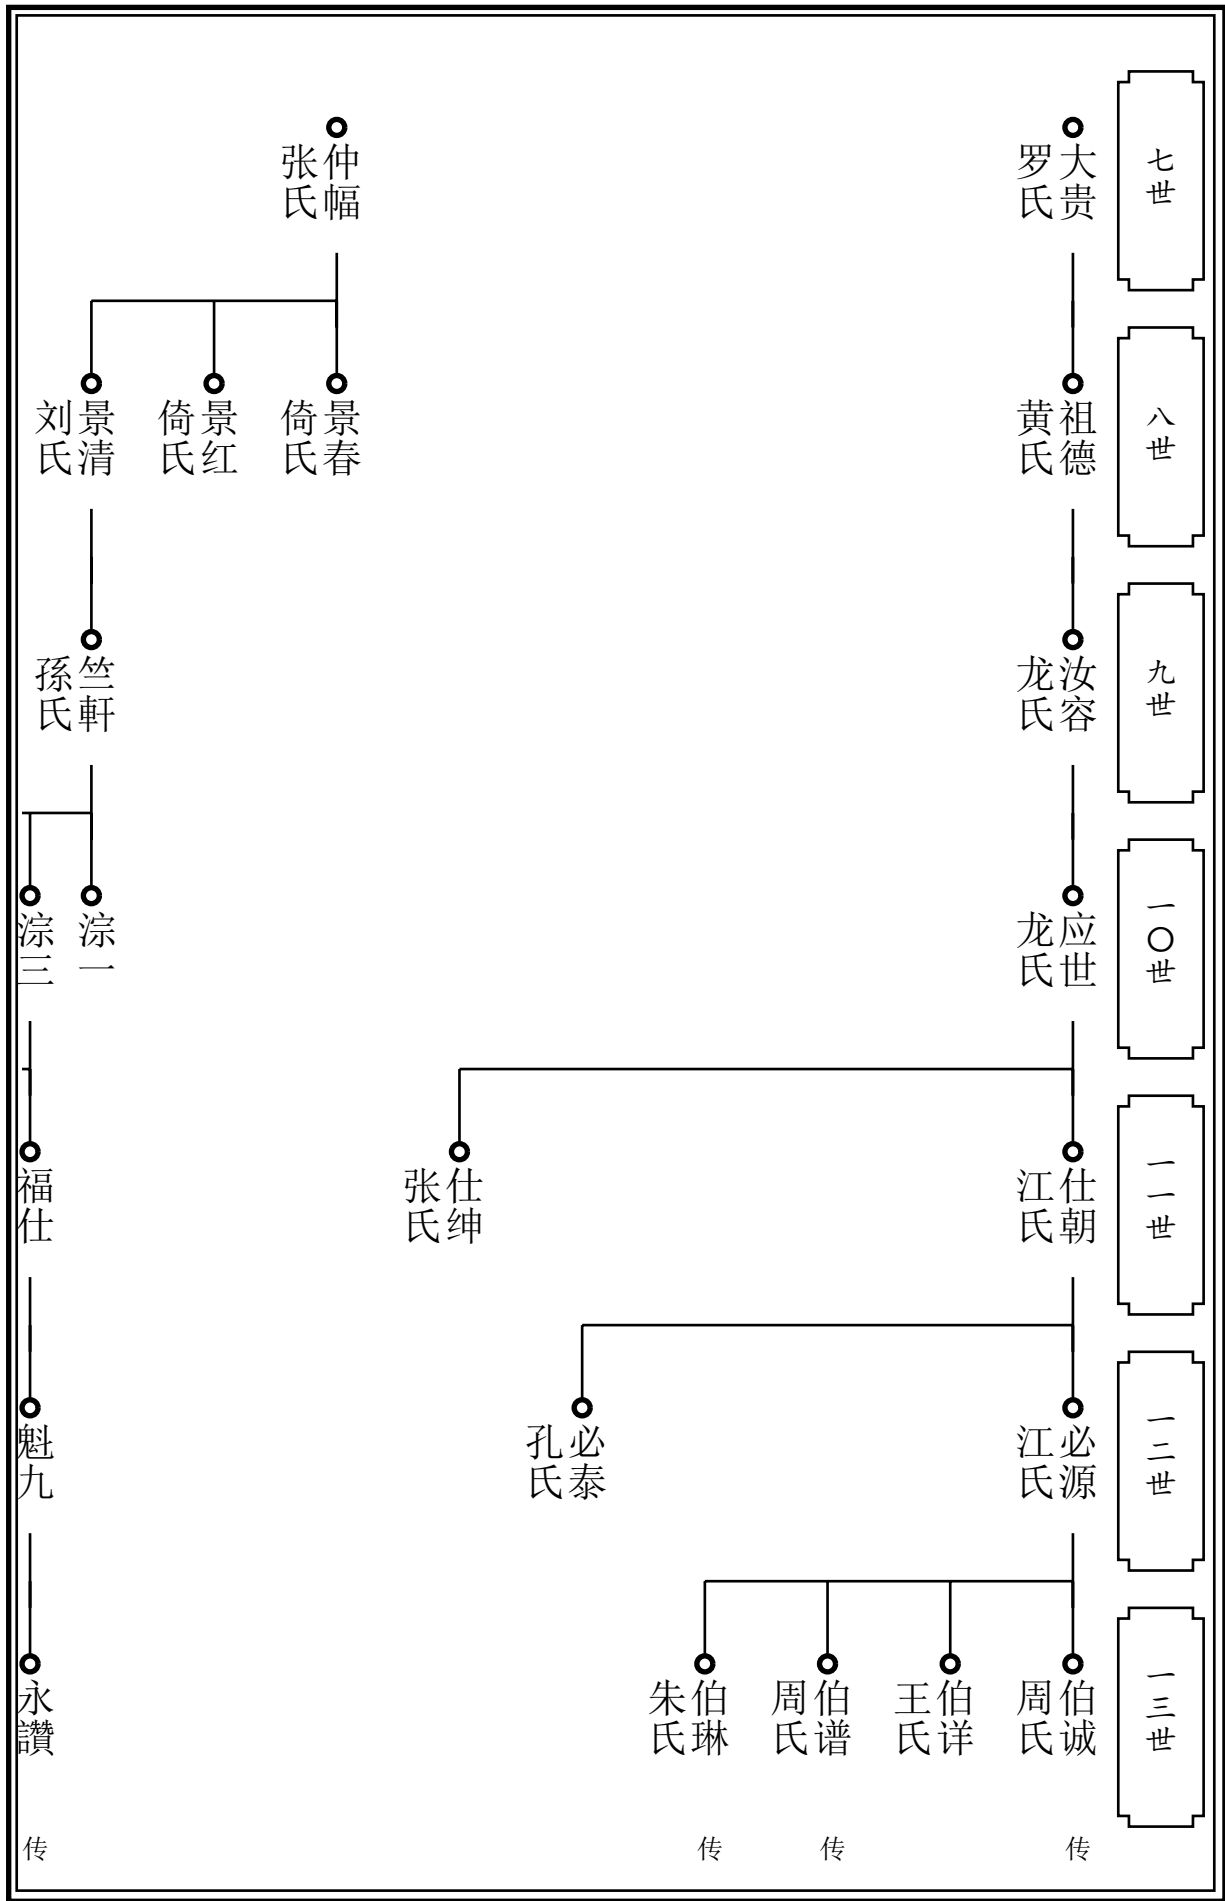 七世
大贵
罗氏
仲幅
张氏
八世
祖德
黄氏
景春
倚氏
景红
倚氏
景清
刘氏
九世
汝容
龙氏
竺軒
孫氏
一〇世
应世
龙氏
淙一
淙三
一一世
仕朝
江氏
仕绅
张氏
福仕
一二世
必源
江氏
必泰
孔氏
魁九
一三世
伯诚
周氏
伯详
王氏
伯谱
周氏
伯琳
朱氏
永讚
传
传
传
传